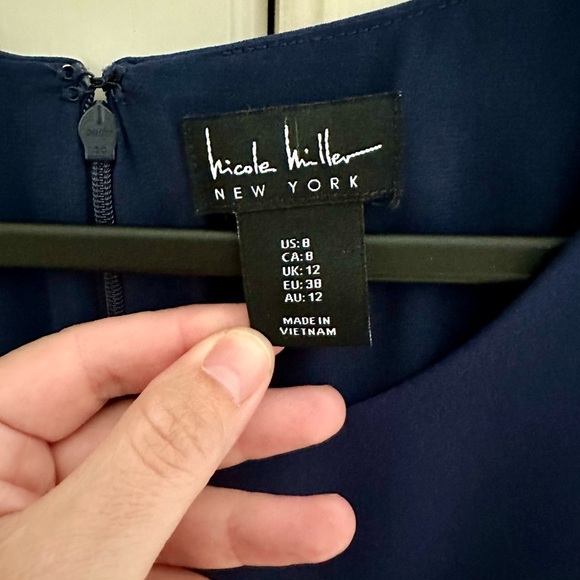 Nicole Miller
NEW YORK
US: 8
CA: 8
UK: 12
EU: 38
AU: 12
MADE IN
VIETNAM